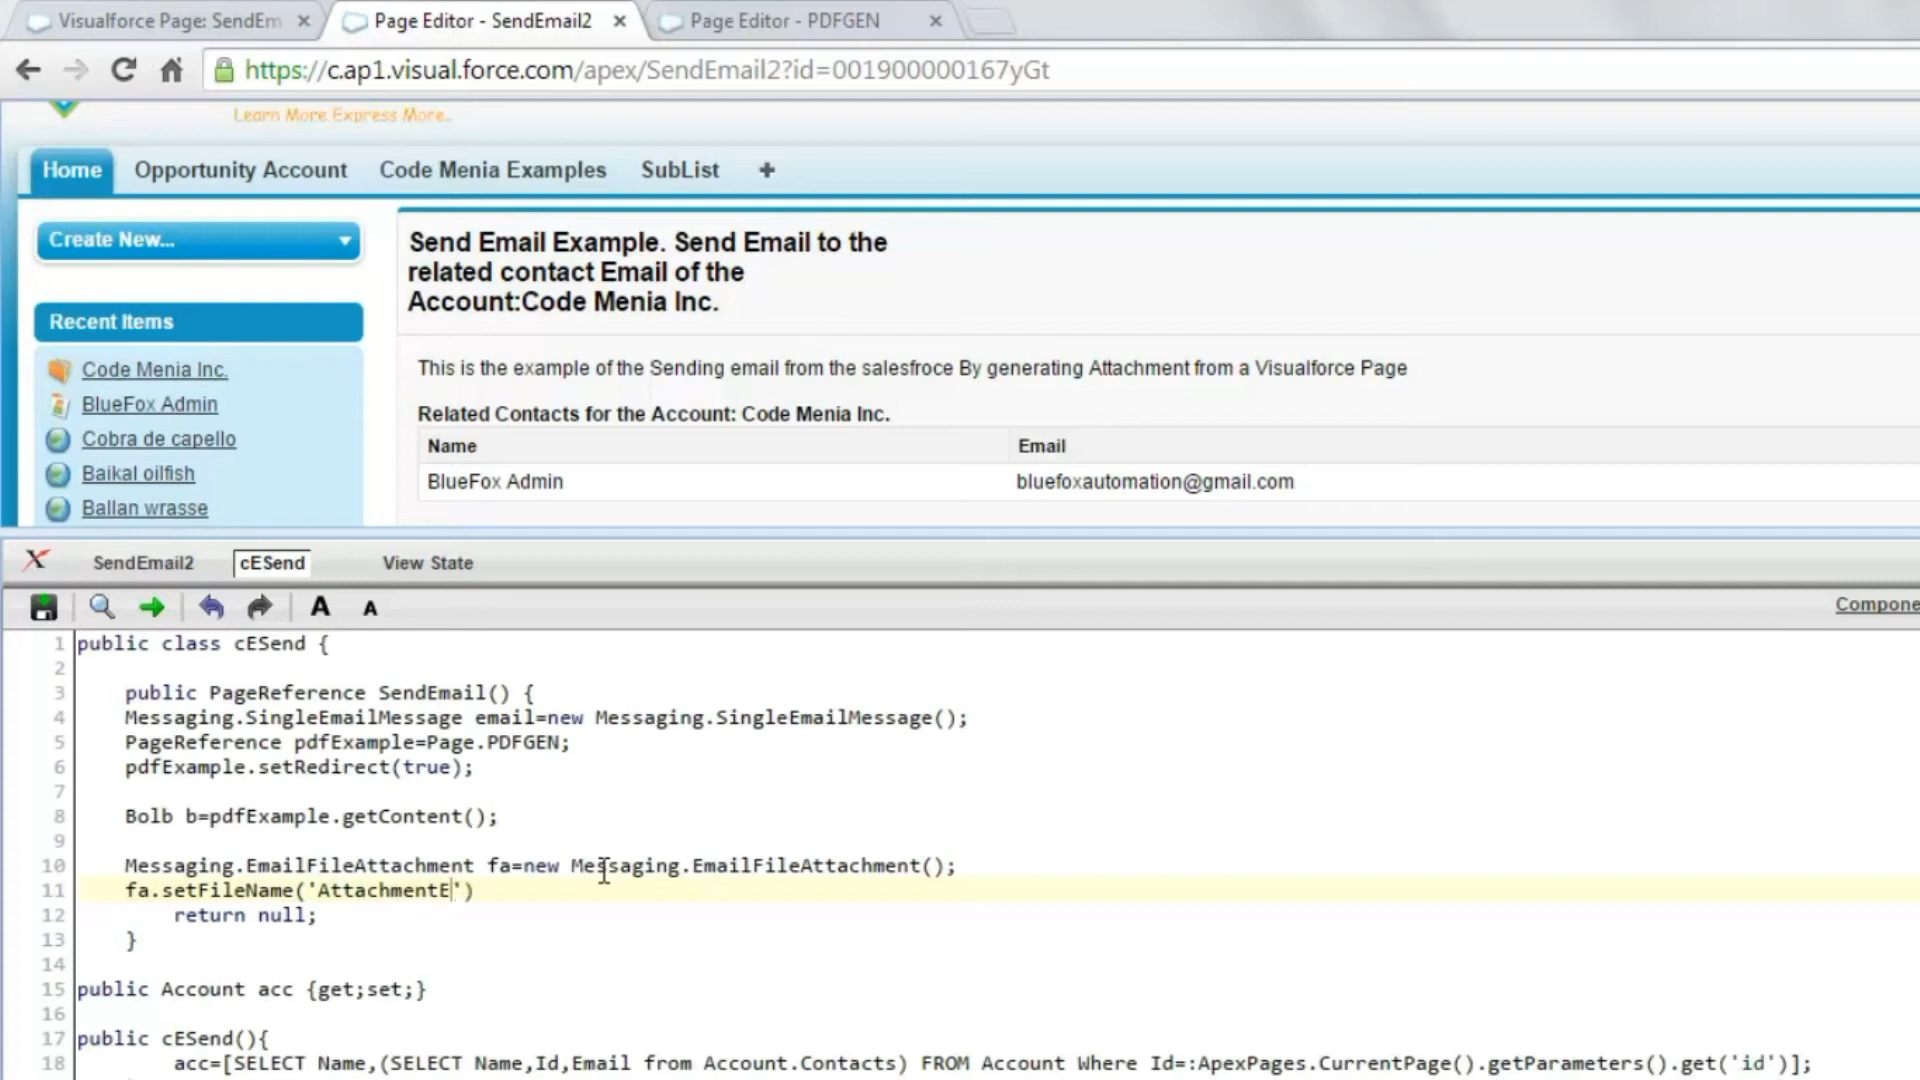 Visualforce Page: SendEm
Page Editor - SendEmail2
Page Editor - PDFGEN
https://c.ap1.visual.force.com/apex/SendEmail2?id=001900000167yGt
Learn More Express More..
Home Opportunity Account Code Menia Examples SubList +
Create New...
Recent Items
Code Menia Inc.
BlueFox Admin
Cobra de capello
Baikal oilfish
Ballan wrasse
Send Email Example. Send Email to the
related contact Email of the
Account:Code Menia Inc.
This is the example of the Sending email from the salesfroce By generating Attachment from a Visualforce Page
Related Contacts for the Account: Code Menia Inc.
Name Email
BlueFox Admin bluefoxautomation@gmail.com
SendEmail2 cESend View State
A A Compone
1 public class cESend {
2
3 public PageReference SendEmail() {
4 Messaging.SingleEmailMessage email=new Messaging.SingleEmailMessage();
5 PageReference pdfExample=Page.PDFGEN;
6 pdfExample.setRedirect(true);
7
8 Bolb b=pdfExample.getContent();
9
10 Messaging.EmailFileAttachment fa=new Messaging.EmailFileAttachment();
11 fa.setFileName('AttachmentE')
12 return null;
13 }
14
15 public Account acc {get;set;}
16
17 public cESend(){
18 acc=[SELECT Name,(SELECT Name,Id,Email from Account.Contacts) FROM Account Where Id=:ApexPages.CurrentPage().getParameters().get('id')];